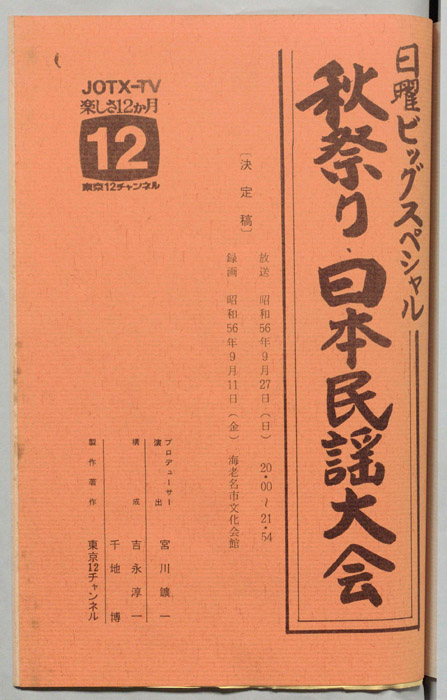 日曜ビッグスペシャル
秋祭り・日本民謡大会
〔決定稿〕
放送 昭和56年9月27日(日) 20・00〜21・54
録画 昭和56年9月11日(金) 海老名市文化会館
プロデューサー
演出 宮川鑛一
構成 吉永淳一
千地博
製作著作 東京12チャンネル
JOTX-TV
楽しさ12か月
12
東京12チャンネル